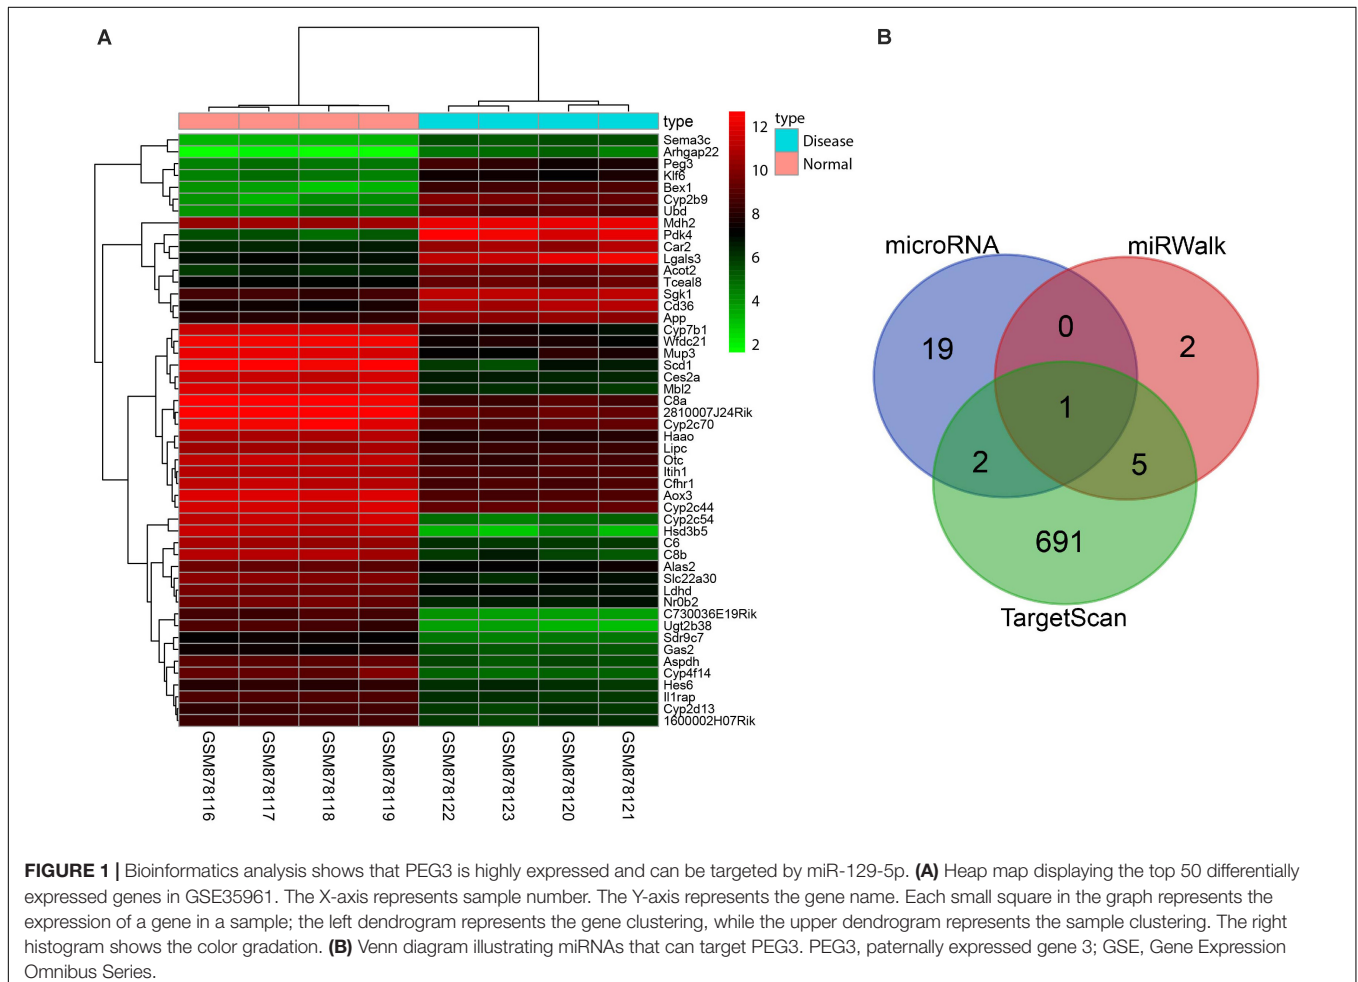 A
B
type
Sema3c
Arhgap22
Peg3
Klf6
Bex1
Cyp2b9
Ubd
Mdh2
Pdk4
Car2
Lgals3
Acot2
Tceal8
Sgk1
Cd36
App
Cyp7b1
Wfdc21
Mup3
Scd1
Ces2a
Mbl2
C8a
2810007J24Rik
Cyp2c70
Haao
Lipc
Otc
Itih1
Cfhr1
Aox3
Cyp2c44
Cyp2c54
Hsd3b5
C6
C8b
Alas2
Slc22a30
Ldhd
Nr0b2
C730036E19Rik
Ugt2b38
Sdr9c7
Gas2
Aspdh
Cyp4f14
Hes6
Il1rap
Cyp2d13
1600002H07Rik
GSM878116
GSM878117
GSM878118
GSM878119
GSM878122
GSM878123
GSM878120
GSM878121
12
10
8
6
4
2
type
Disease
Normal
microRNA
miRWalk
19
0
2
1
2
5
691
TargetScan
FIGURE 1 | Bioinformatics analysis shows that PEG3 is highly expressed and can be targeted by miR-129-5p. (A) Heap map displaying the top 50 differentially
expressed genes in GSE35961. The X-axis represents sample number. The Y-axis represents the gene name. Each small square in the graph represents the
expression of a gene in a sample; the left dendrogram represents the gene clustering, while the upper dendrogram represents the sample clustering. The right
histogram shows the color gradation. (B) Venn diagram illustrating miRNAs that can target PEG3. PEG3, paternally expressed gene 3; GSE, Gene Expression
Omnibus Series.